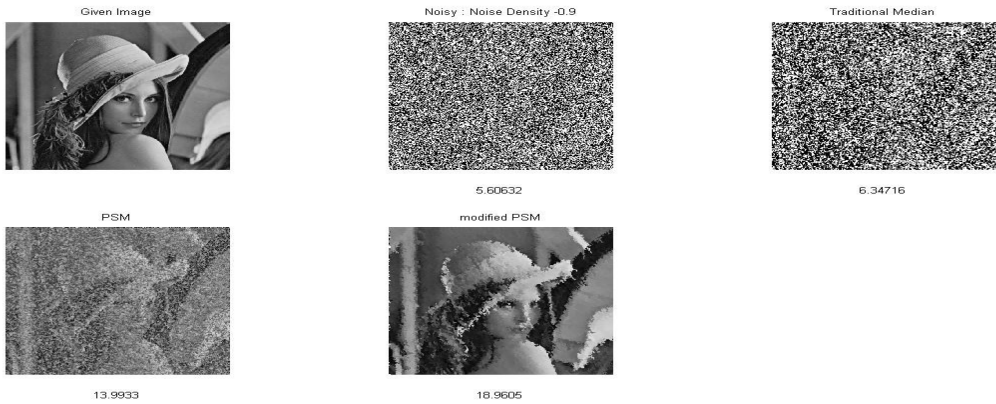 Given Image
Noisy : Noise Density -0.9
Traditional Median
5.60632
6.34716
PSM
modified PSM
13.9933
18.9605